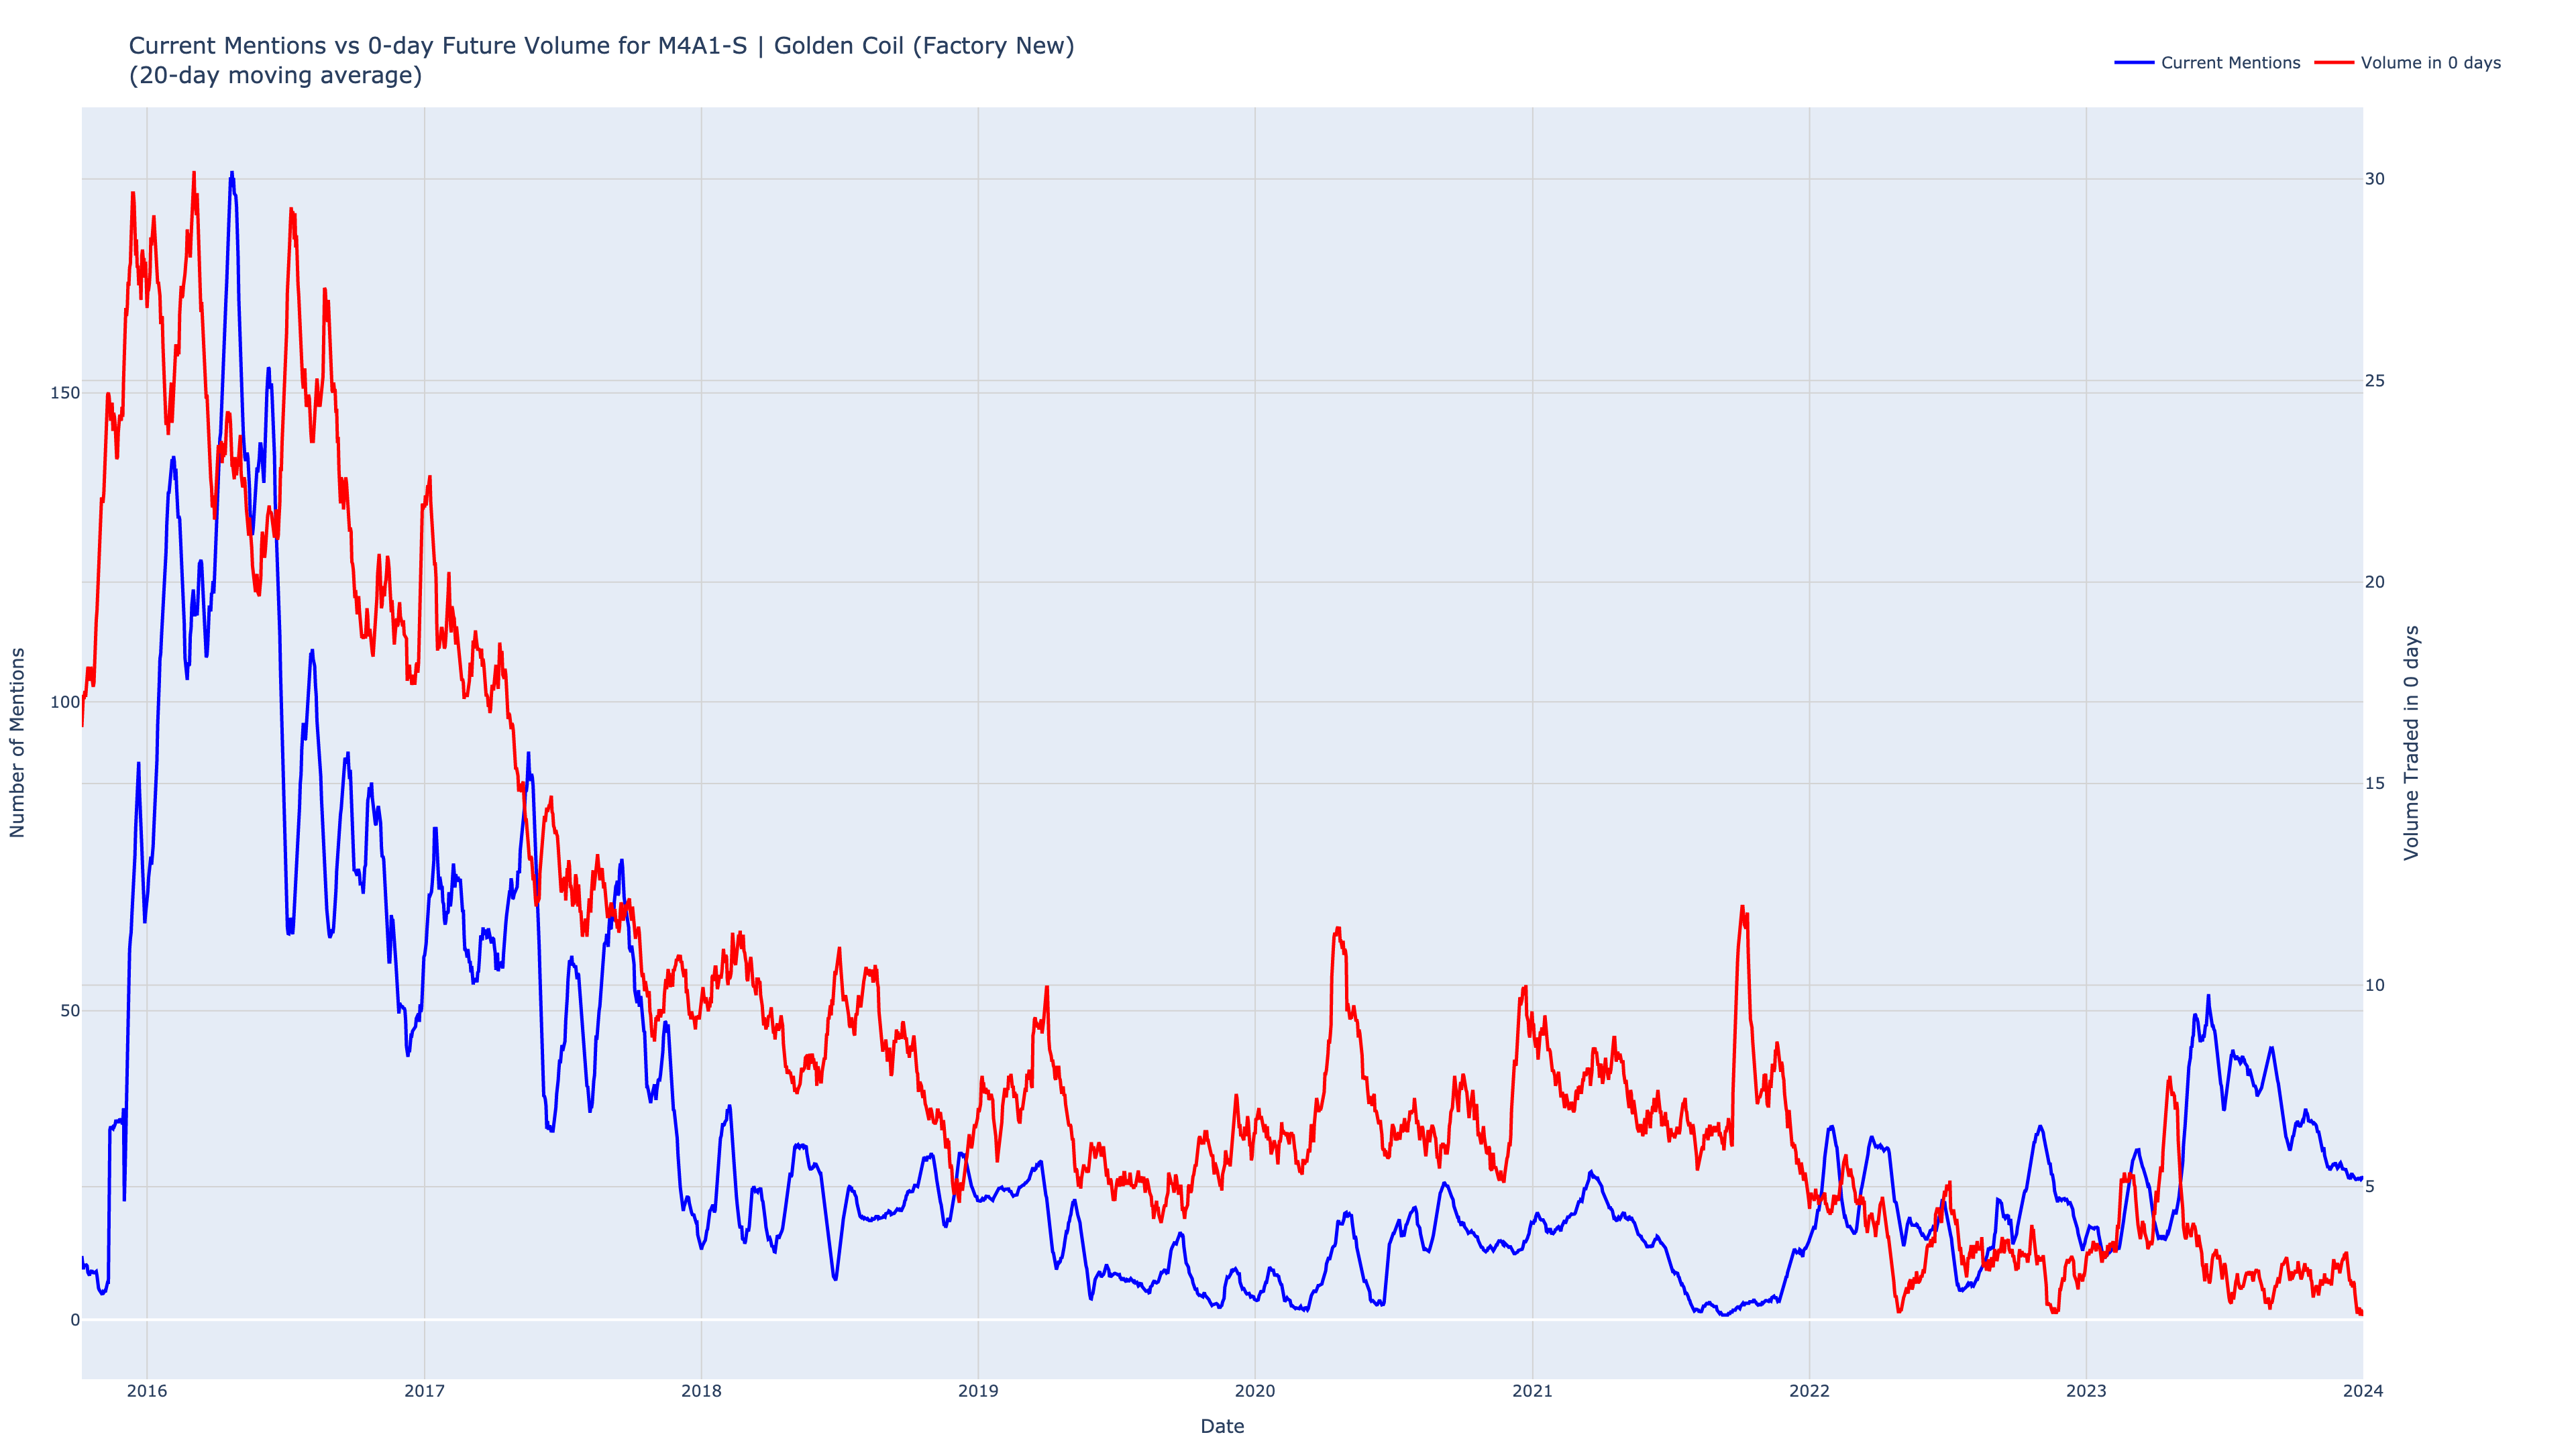 Current Mentions vs 0-day Future Volume for M4A1-S | Golden Coil (Factory New)
(20-day moving average)
Current Mentions
Volume in 0 days
Number of Mentions
150
100
50
0
30
25
20
15
10
5
Volume Traded in 0 days
2016
2017
2018
2019
2020
2021
2022
2023
2024
Date